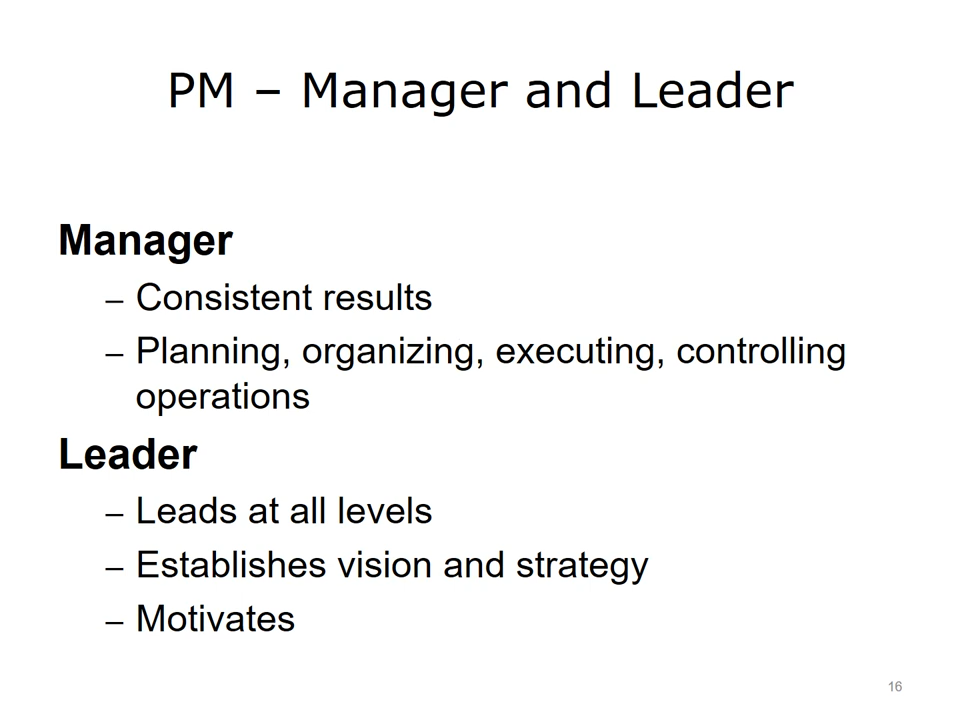 PM – Manager and Leader
Manager
– Consistent results
– Planning, organizing, executing, controlling
operations
Leader
– Leads at all levels
– Establishes vision and strategy
– Motivates
16